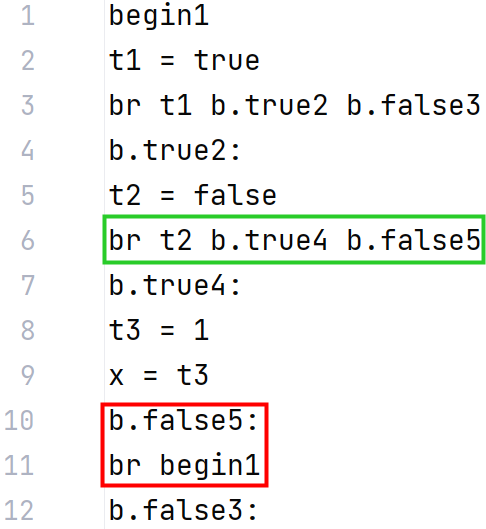 1 begin1
2 t1 = true
3 br t1 b.true2 b.false3
4 b.true2:
5 t2 = false
6 br t2 b.true4 b.false5
7 b.true4:
8 t3 = 1
9 x = t3
10 b.false5:
11 br begin1
12 b.false3: